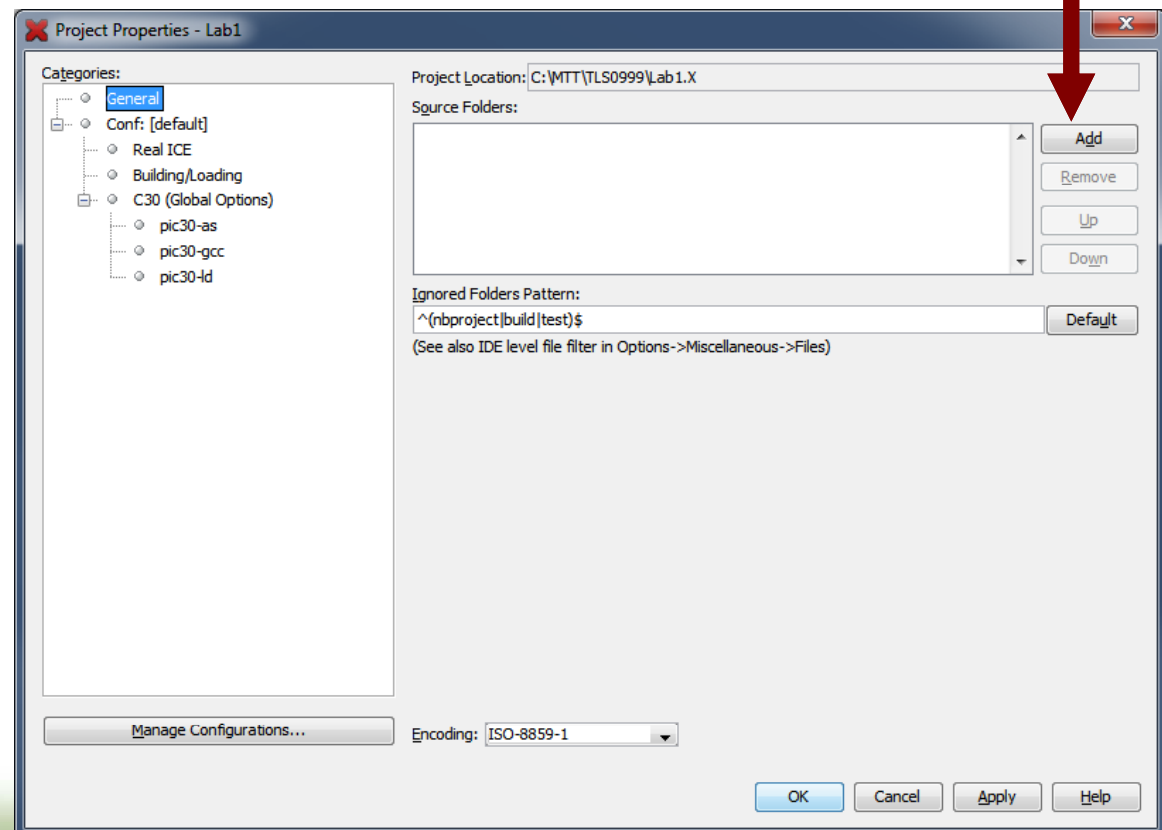 Project Properties - Lab1
x
Categories:
General
Conf: [default]
Real ICE
Building/Loading
C30 (Global Options)
pic30-as
pic30-gcc
pic30-ld
Manage Configurations...
Project Location: C:\MTT\TLS0999\Lab1.X
Source Folders:
Add
Remove
Up
Down
Ignored Folders Pattern:
^(nbproject|build|test)$ Default
(See also IDE level file filter in Options->Miscellaneous->Files)
Encoding: ISO-8859-1
OK Cancel Apply Help